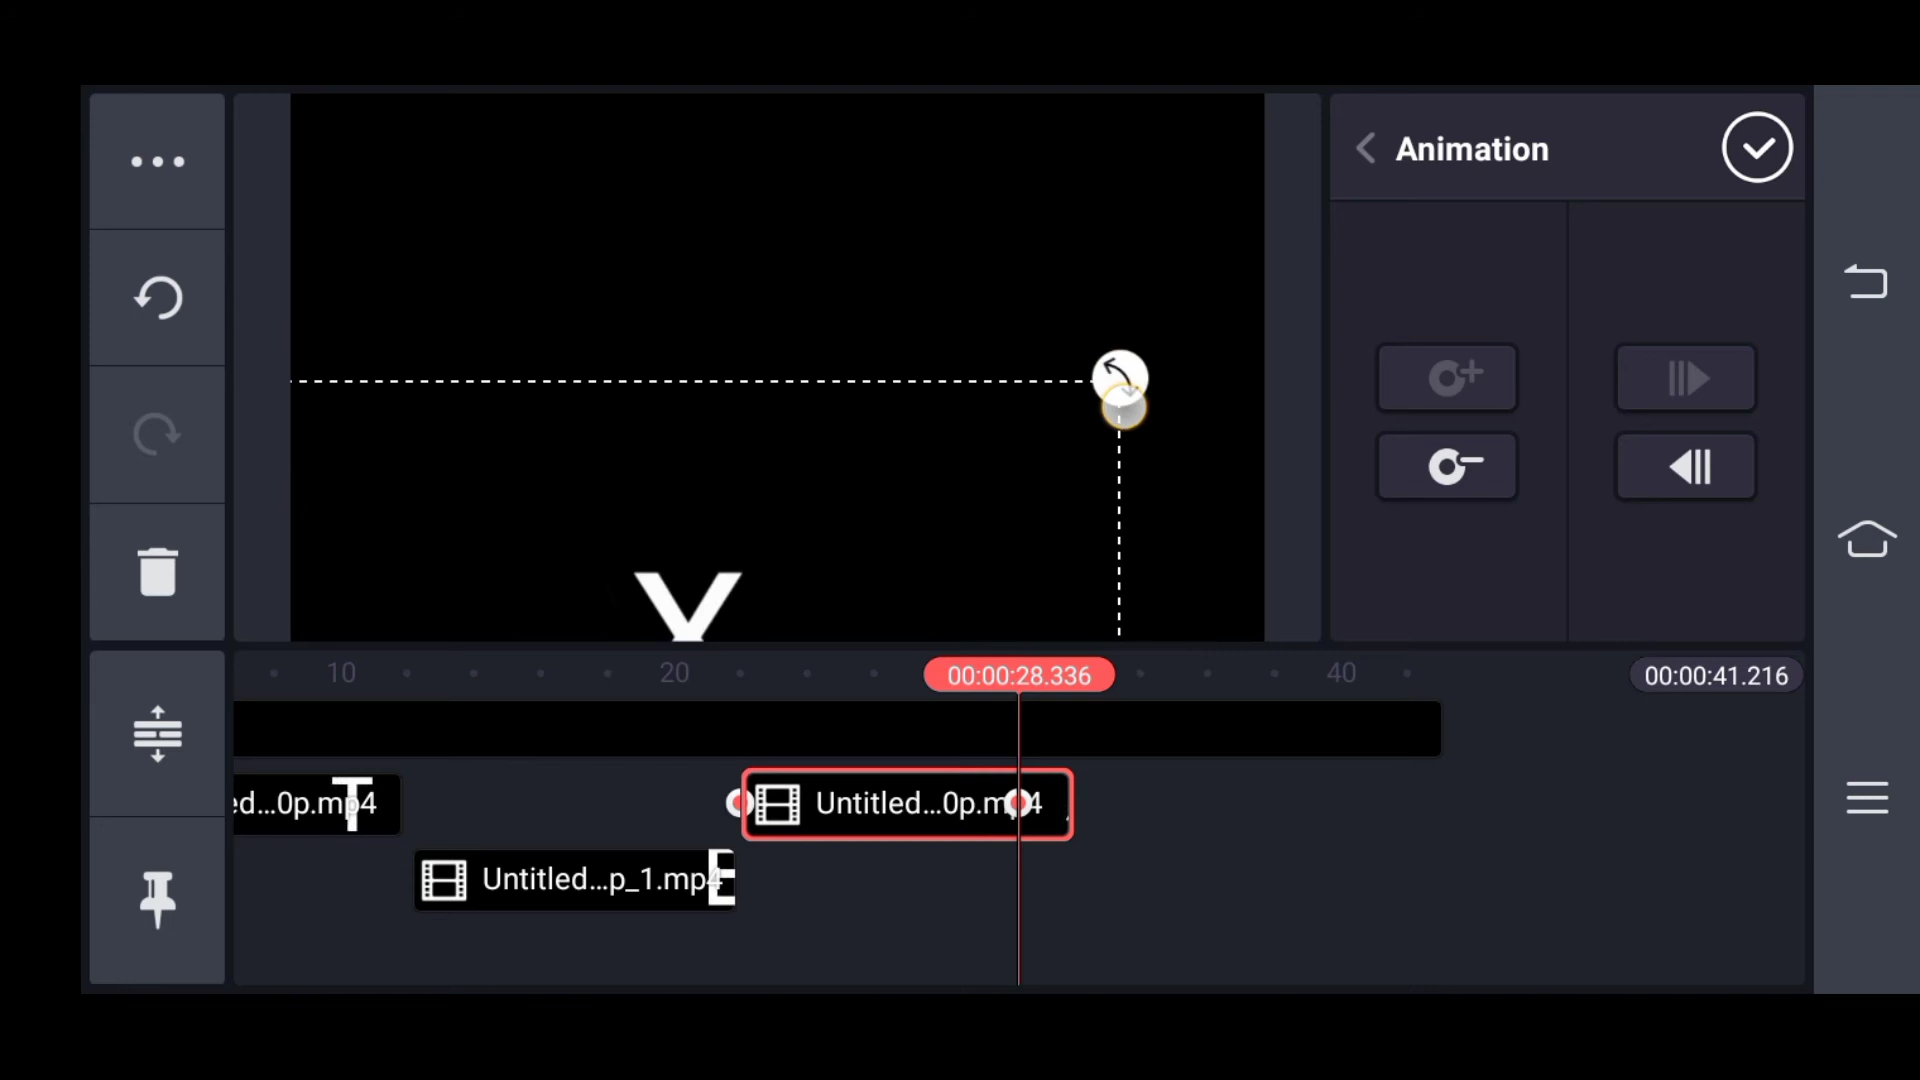 Animation
X
10
20
00:00:28.336
40
00:00:41.216
ed...0p.mp4
T
Untitled...0p.mp4
Untitled...p_1.mp4
E